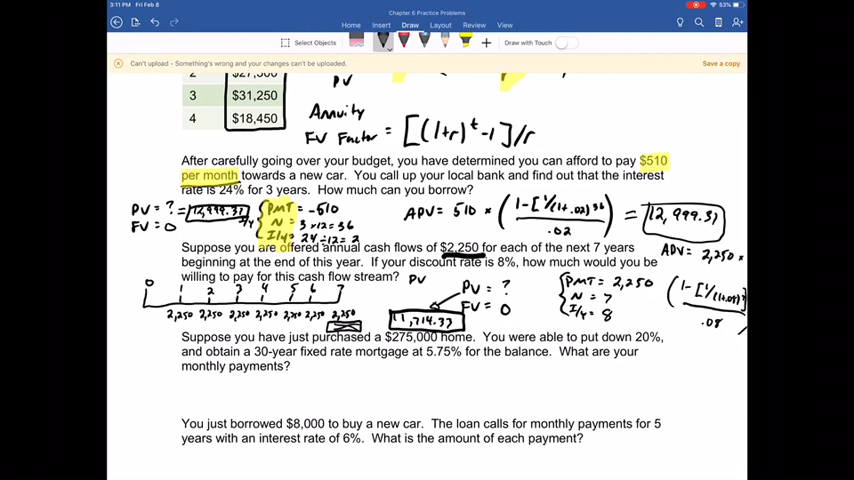 3:11 PM Fri Feb 8
Chapter 6 Practice Problems
53%
Home Insert Draw Layout Review View
Select Objects
Draw with Touch
Can't upload - Something's wrong and your changes can't be uploaded.
Save a copy
2 $27,500
PV
3 $31,250
4 $18,450
Annuity
FV Factor = [(1+r)^t -1]/r
After carefully going over your budget, you have determined you can afford to pay $510
per month towards a new car. You call up your local bank and find out that the interest
rate is 24% for 3 years. How much can you borrow?
PV = ? = 12,999.37
FV = 0
PMT = -510
N = 3 x 12 = 36
I/Y = 24 ÷ 12 = 2
APV = 510 * (1-[1/(1+.02)^36 / .02) = 12,999.37
Suppose you are offered annual cash flows of $2,250 for each of the next 7 years
beginning at the end of this year. If your discount rate is 8%, how much would you be
willing to pay for this cash flow stream?
APV = 2,250 *
(1-[1/(1+.08)7
.08
PV
0 1 2 3 4 5 6 7
2,250 2,250 2,250 2,250 2,250 2,250 2,250
PV = ?
FV = 0
11,714.33
PMT = 2,250
N = 7
I/Y = 8
Suppose you have just purchased a $275,000 home. You were able to put down 20%,
and obtain a 30-year fixed rate mortgage at 5.75% for the balance. What are your
monthly payments?
You just borrowed $8,000 to buy a new car. The loan calls for monthly payments for 5
years with an interest rate of 6%. What is the amount of each payment?